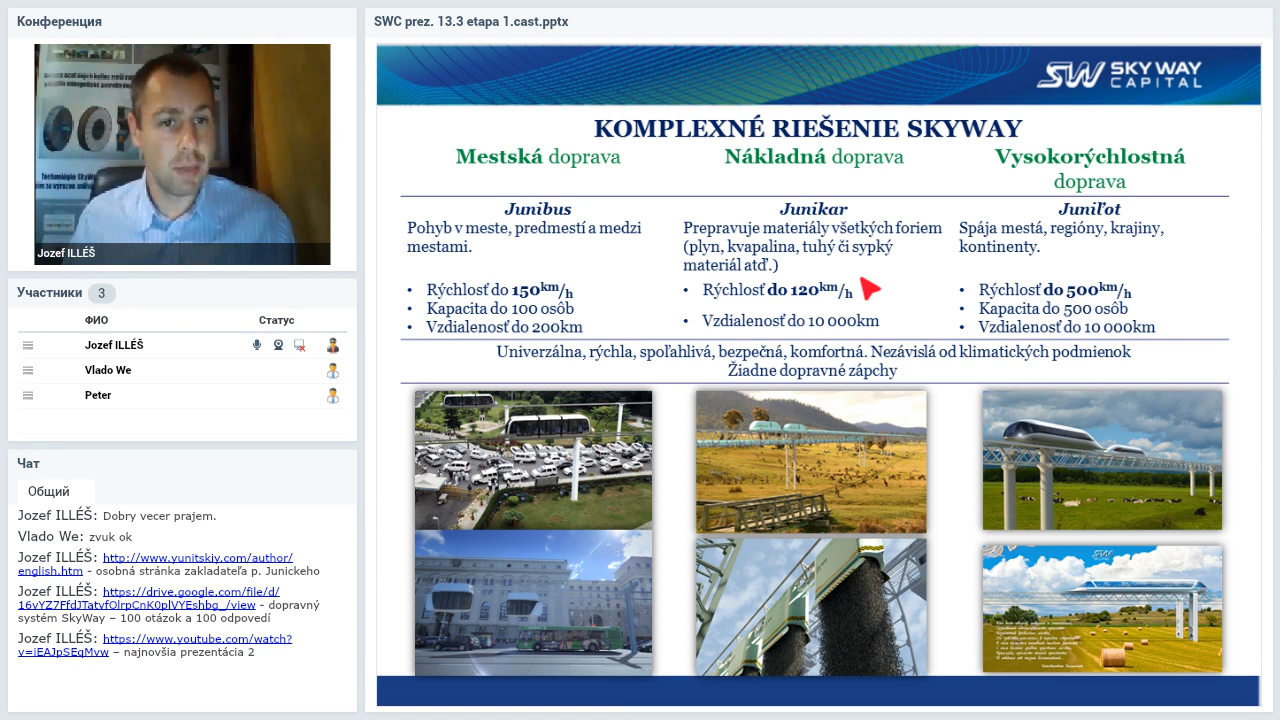 Конференция
Jozef ILLÉŠ
Участники 3
ФИО Статус
Jozef ILLÉŠ
Vlado We
Peter
Чат
Общий
Jozef ILLÉŠ: Dobry vecer prajem.
Vlado We: zvuk ok
Jozef ILLÉŠ: http://www.yunitskiy.com/author/
english.htm - osobná stránka zakladateľa p. Junickeho
Jozef ILLÉŠ: https://drive.google.com/file/d/
16vYZ7FfdJTatvfOlrpCnK0plVYEshbg_/view - dopravný
systém SkyWay – 100 otázok a 100 odpovedí
Jozef ILLÉŠ: https://www.youtube.com/watch?
v=iEAJpSEqMvw – najnovšia prezentácia 2
SWC prez. 13.3 etapa 1.cast.pptx
SW SKY WAY
CAPITAL
KOMPLEXNÉ RIEŠENIE SKYWAY
Mestská doprava
Junibus
Pohyb v meste, predmestí a medzi
mestami.
• Rýchlosť do 150km/h
• Kapacita do 100 osôb
• Vzdialenosť do 200km
Nákladná doprava
Junikar
Prepravuje materiály všetkých foriem
(plyn, kvapalina, tuhý či sypký
materiál atď.)
• Rýchlosť do 120km/h
• Vzdialenosť do 10 000km
Vysokorýchlostná
doprava
Juniľot
Spája mestá, regióny, krajiny,
kontinenty.
• Rýchlosť do 500km/h
• Kapacita do 500 osôb
• Vzdialenosť do 10 000km
Univerzálna, rýchla, spoľahlivá, bezpečná, komfortná. Nezávislá od klimatických podmienok
Žiadne dopravné zápchy